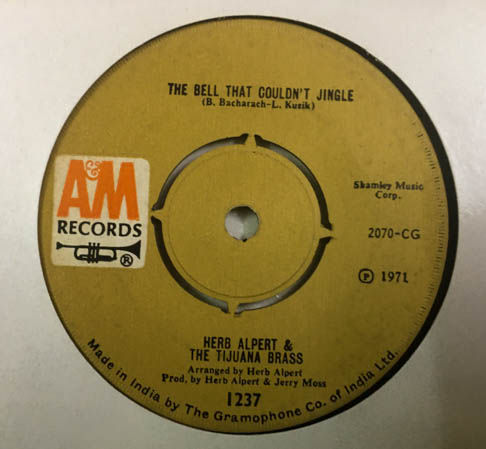 THE BELL THAT COULDN'T JINGLE
(B. Bacharach-L. Kuzik)
A&M
RECORDS
®
Shamley Music
Corp.
2070-CG
Ⓟ 1971
HERB ALPERT &
THE TIJUANA BRASS
Arranged by Herb Alpert
Prod. by Herb Alpert & Jerry Moss
1237
Made in India by The Gramophone Co. of India Ltd.